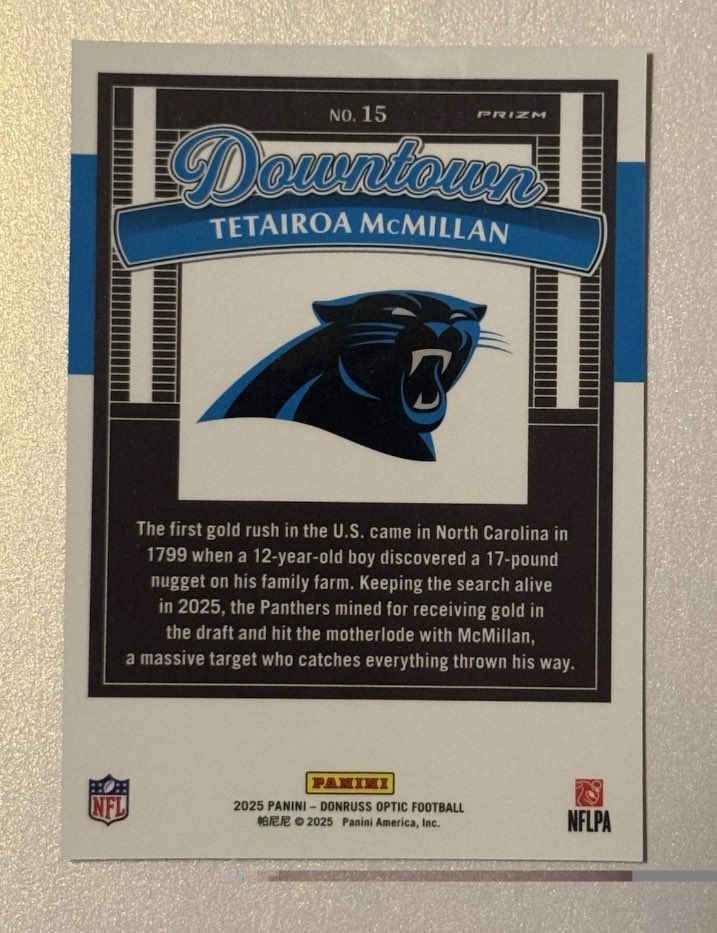 NO. 15 PRIZM
Downtown
TETAIROA McMILLAN
The first gold rush in the U.S. came in North Carolina in
1799 when a 12-year-old boy discovered a 17-pound
nugget on his family farm. Keeping the search alive
in 2025, the Panthers mined for receiving gold in
the draft and hit the motherlode with McMillan,
a massive target who catches everything thrown his way.
NFL
PANINI
2025 PANINI – DONRUSS OPTIC FOOTBALL
帕尼尼 © 2025 Panini America, Inc.
NFLPA